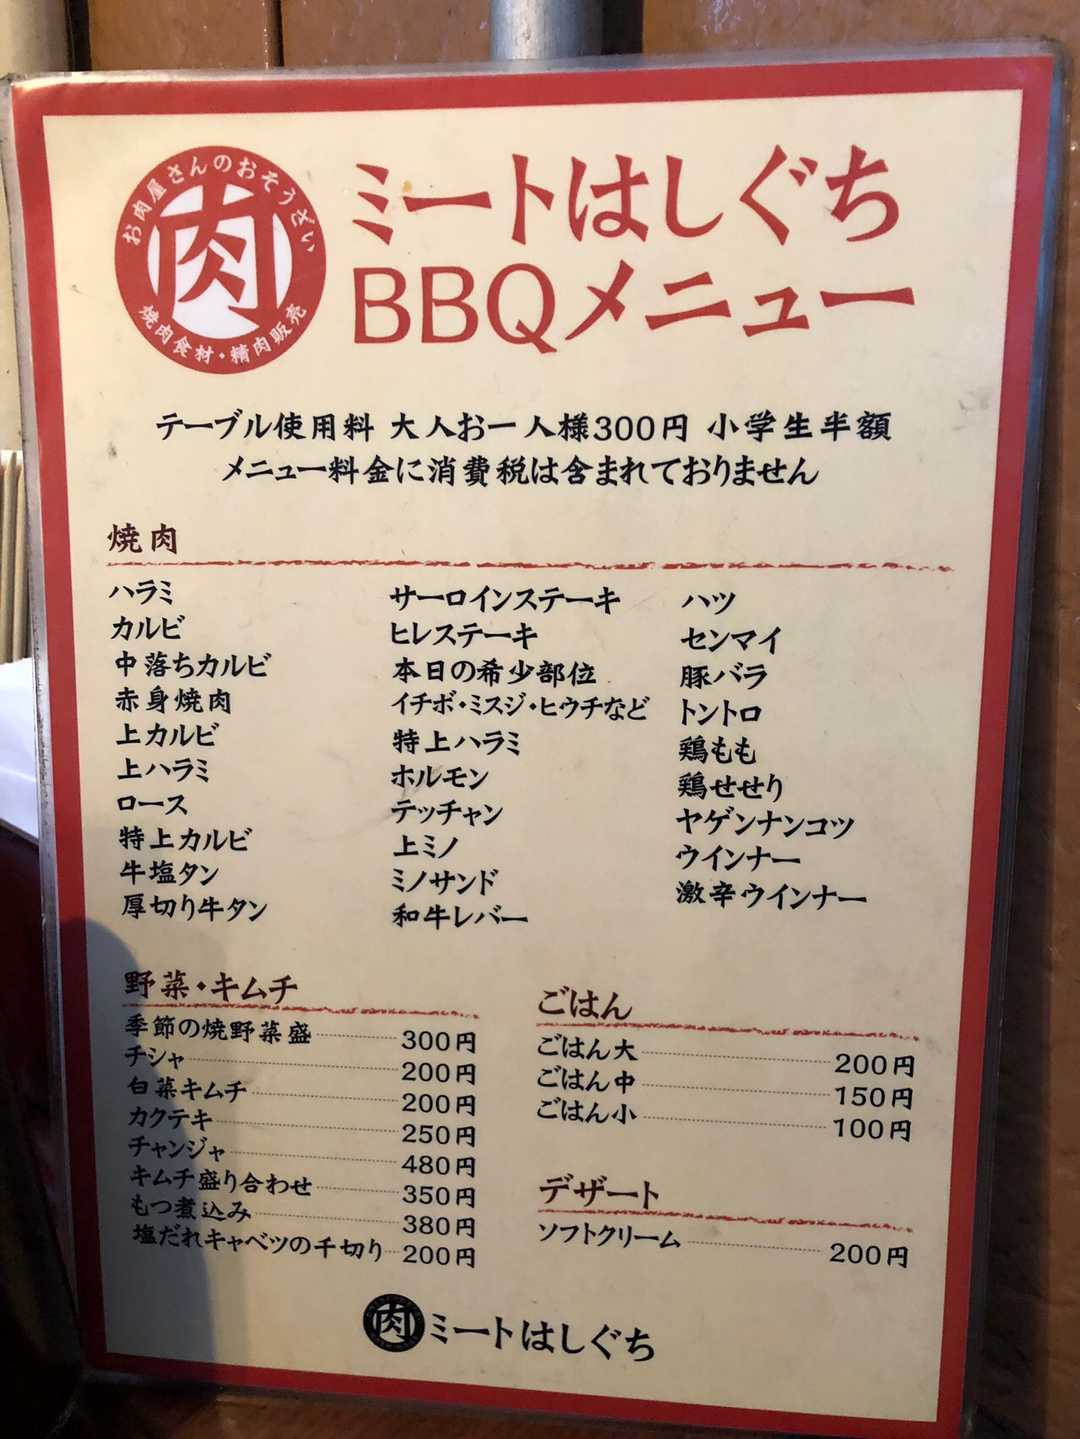 お肉屋さんのおそうざい
肉
焼肉食材・精肉販売
ミートはしぐち
BBQメニュー
テーブル使用料 大人お一人様300円 小学生半額
メニュー料金に消費税は含まれておりません
焼肉
ハラミ
カルビ
中落ちカルビ
赤身焼肉
上カルビ
上ハラミ
ロース
特上カルビ
牛塩タン
厚切り牛タン
サーロインステーキ
ヒレステーキ
本日の希少部位
イチボ・ミスジ・ヒウチなど
特上ハラミ
ホルモン
テッチャン
上ミノ
ミノサンド
和牛レバー
ハツ
センマイ
豚バラ
トントロ
鶏もも
鶏せせり
ヤゲンナンコツ
ウインナー
激辛ウインナー
野菜・キムチ
季節の焼野菜盛 300円
チシャ 200円
白菜キムチ 200円
カクテキ 250円
チャンジャ 480円
キムチ盛り合わせ 350円
もつ煮込み 380円
塩だれキャベツの千切り 200円
ごはん
ごはん大 200円
ごはん中 150円
ごはん小 100円
デザート
ソフトクリーム 200円
肉 ミートはしぐち